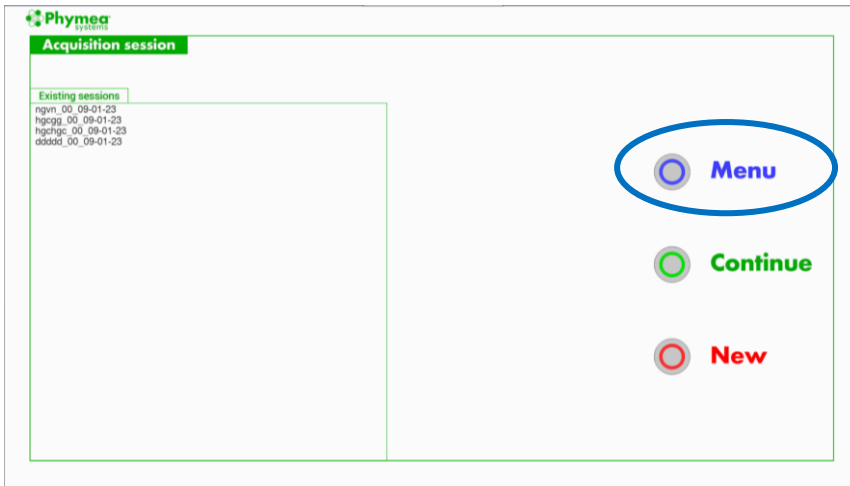 Phymea
systems
Acquisition session
Existing sessions
ngvn_00_09-01-23
hgcgg_00_09-01-23
hgchgc_00_09-01-23
ddddd_00_09-01-23
Menu
Continue
New